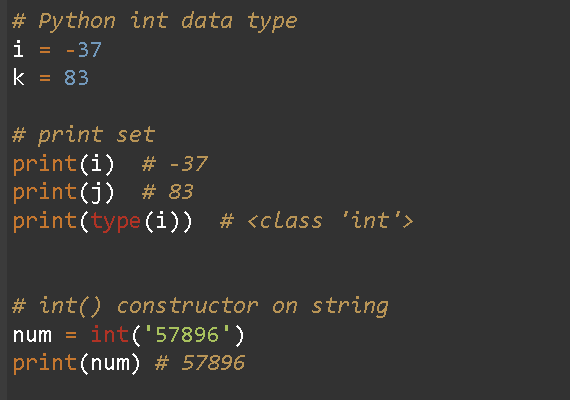 # Python int data type
i = -37
k = 83
# print set
print(i)  # -37
print(j)  # 83
print(type(i))  # <class 'int'>
# int() constructor on string
num = int('57896')
print(num) # 57896